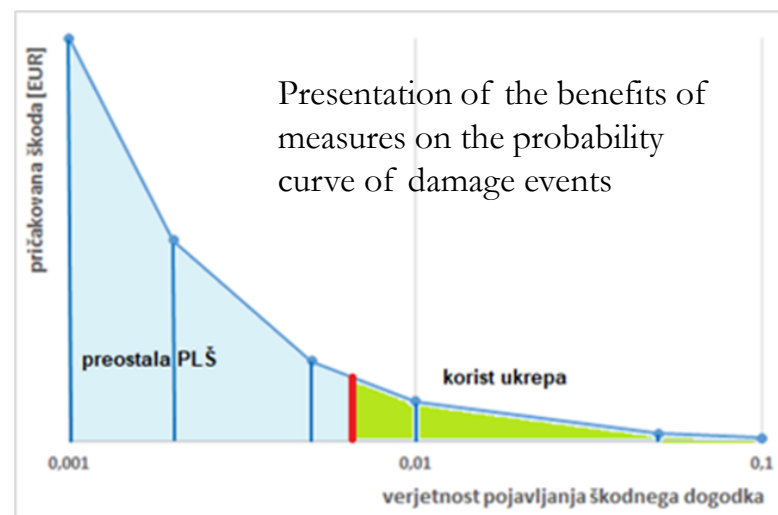 Presentation of the benefits of
measures on the probability
curve of damage events
pričakovana škoda [EUR]
preostala PLŠ
korist ukrepa
0,001
0,01
0,1
verjetnost pojavljanja škodnega dogodka